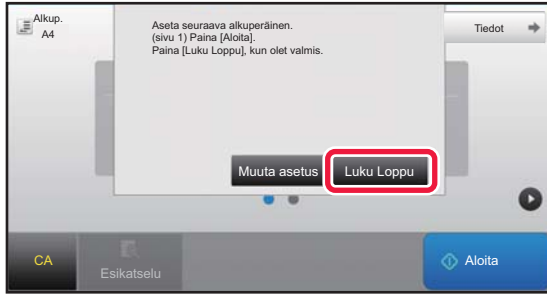 Alkup.
A4
Aseta seuraava alkuperäinen.
(sivu 1) Paina [Aloita].
Paina [Luku Loppu], kun olet valmis.
Tiedot
Muuta asetus
Luku Loppu
CA
Esikatselu
Aloita